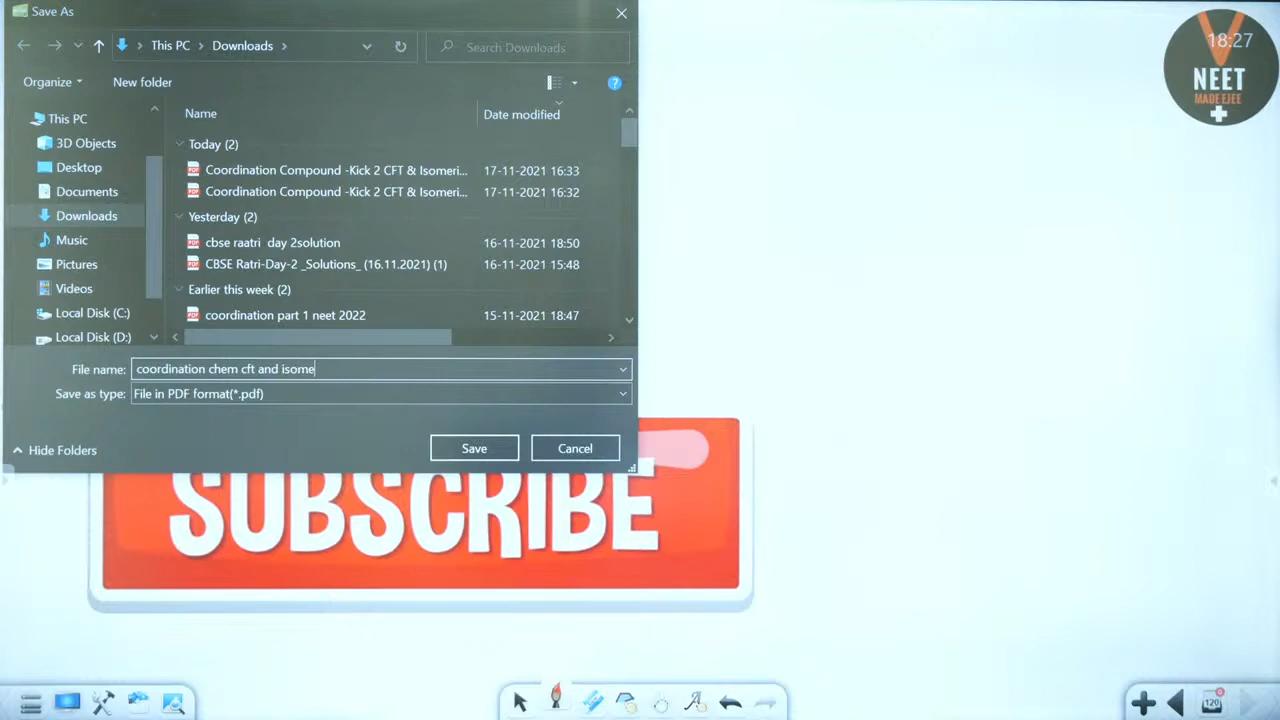 Save As
18:27
NEET
MADE EJEE
This PC
Downloads
Search Downloads
Organize
New folder
Name
Date modified
This PC
3D Objects
Desktop
Documents
Downloads
Music
Pictures
Videos
Local Disk (C:)
Local Disk (D:)
Today (2)
Coordination Compound -Kick 2 CFT & Isomeri... 17-11-2021 16:33
Coordination Compound -Kick 2 CFT & Isomeri... 17-11-2021 16:32
Yesterday (2)
cbse raatri day 2solution 16-11-2021 18:50
CBSE Ratri-Day-2 _Solutions_ (16.11.2021) (1) 16-11-2021 15:48
Earlier this week (2)
coordination part 1 neet 2022 15-11-2021 18:47
File name: coordination chem cft and isome
Save as type: File in PDF format(*.pdf)
Hide Folders
Save
Cancel
SUBSCRIBE
120